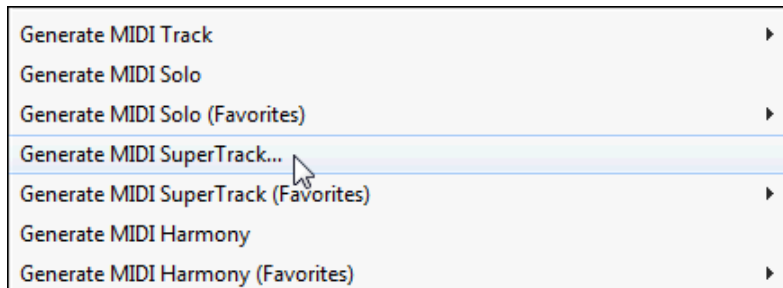 Generate MIDI Track
Generate MIDI Solo
Generate MIDI Solo (Favorites)
Generate MIDI SuperTrack...
Generate MIDI SuperTrack (Favorites)
Generate MIDI Harmony
Generate MIDI Harmony (Favorites)